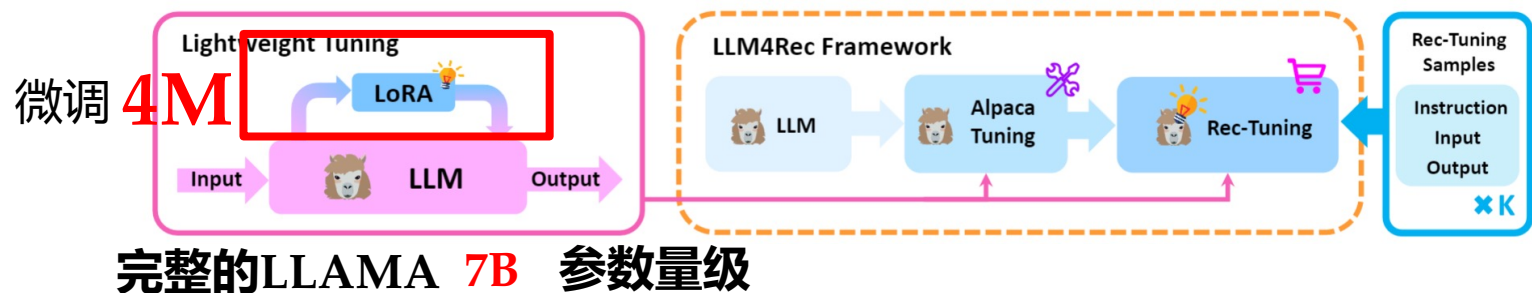 Lightweight Tuning
LoRA
微调 4M
Input
LLM
Output
完整的LLAMA 7B 参数量级
LLM4Rec Framework
LLM
Alpaca
Tuning
Rec-Tuning
Rec-Tuning
Samples
Instruction
Input
Output
✖K